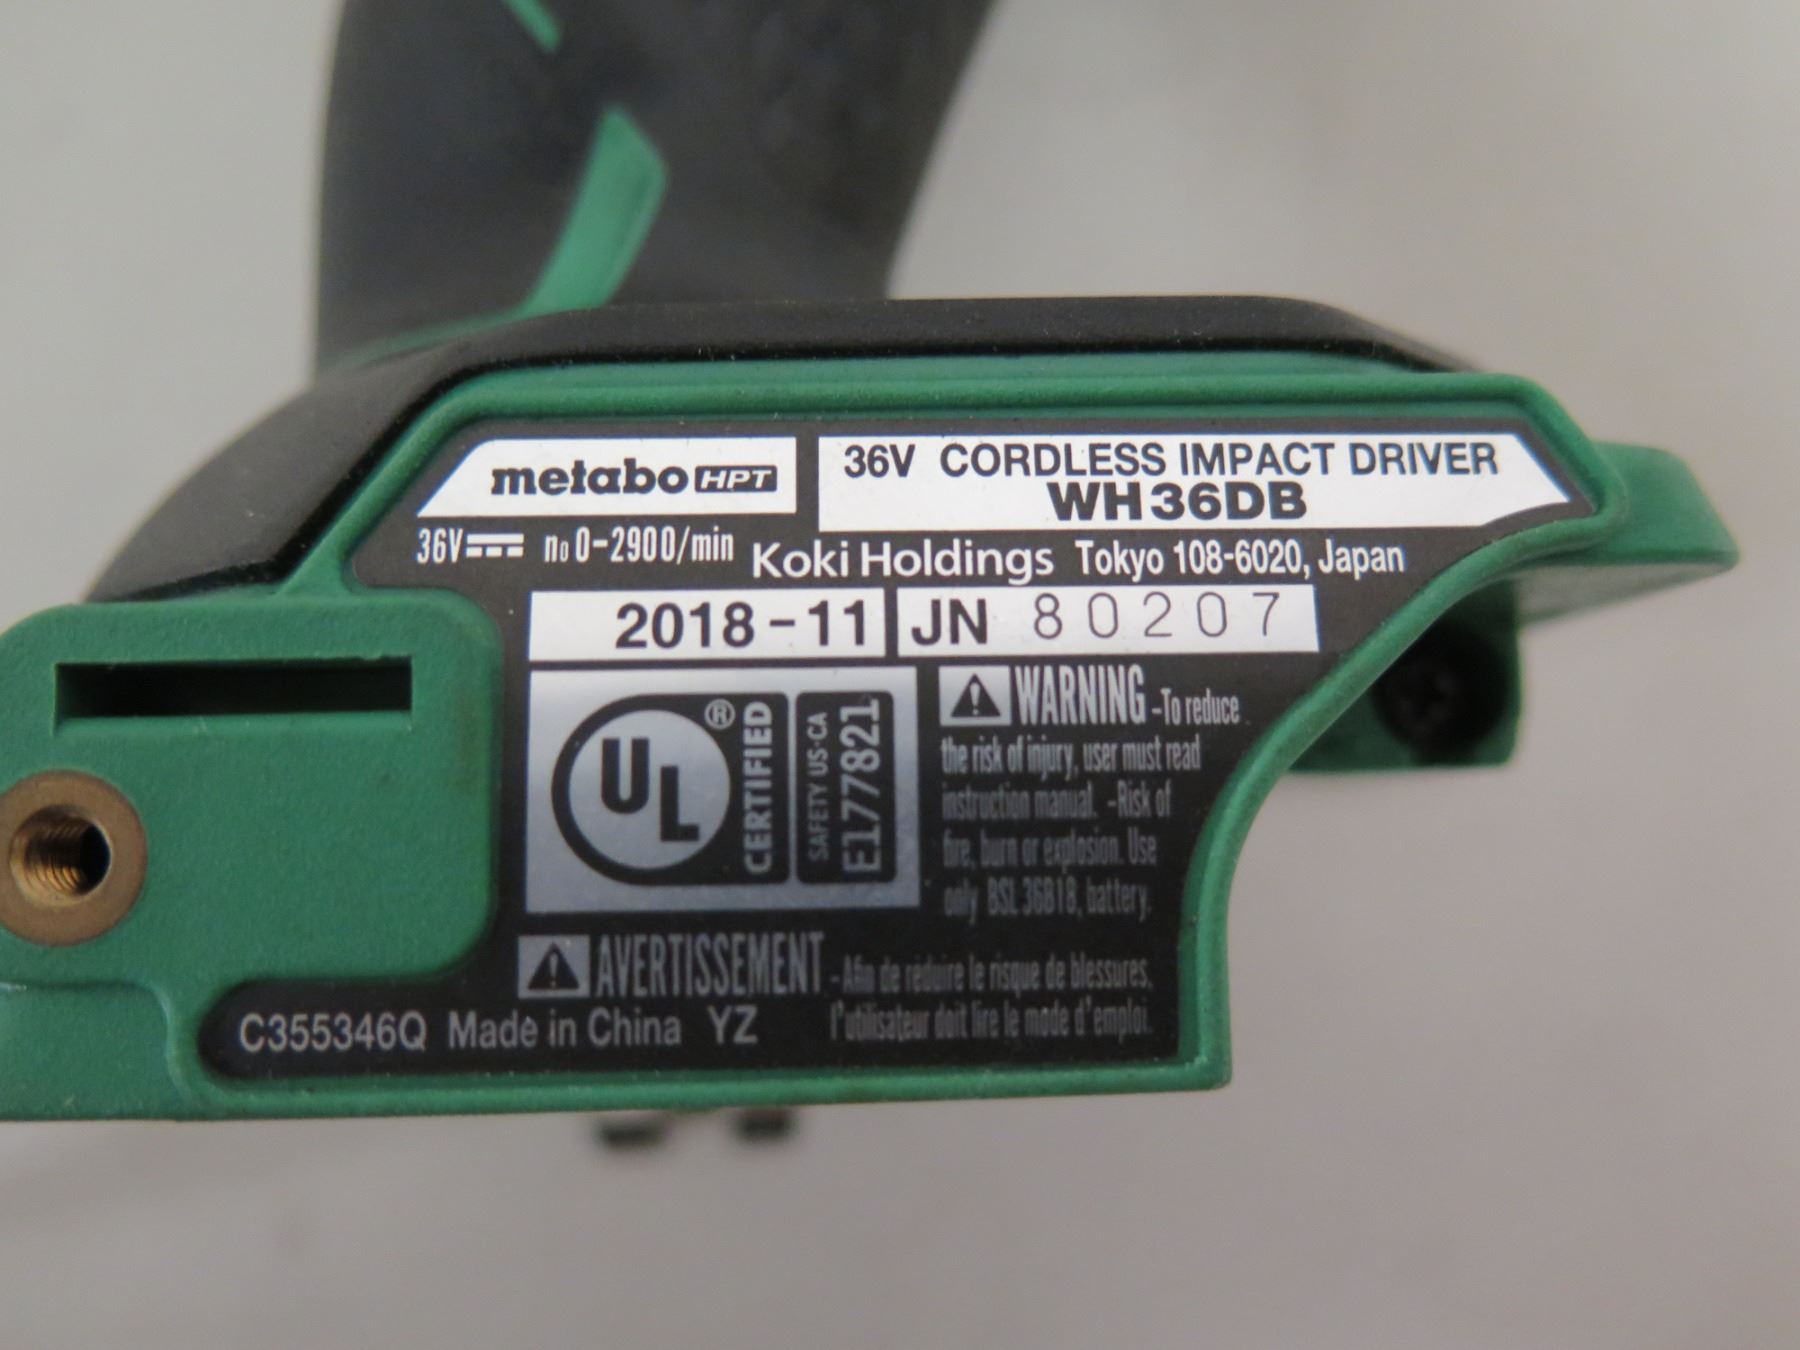 metabo HPT
36V CORDLESS IMPACT DRIVER
WH36DB
36V n₀ 0-2900/min
Koki Holdings Tokyo 108-6020, Japan
2018-11 JN 80207
UL ® CERTIFIED
SAFETY US-CA
E177821
WARNING -To reduce
the risk of injury, user must read
instruction manual. -Risk of
fire, burn or explosion. Use
only BSL 36B18, battery.
AVERTISSEMENT -Afin de réduire le risque de blessures,
l'utilisateur doit lire le mode d'emploi.
C355346Q Made in China YZ